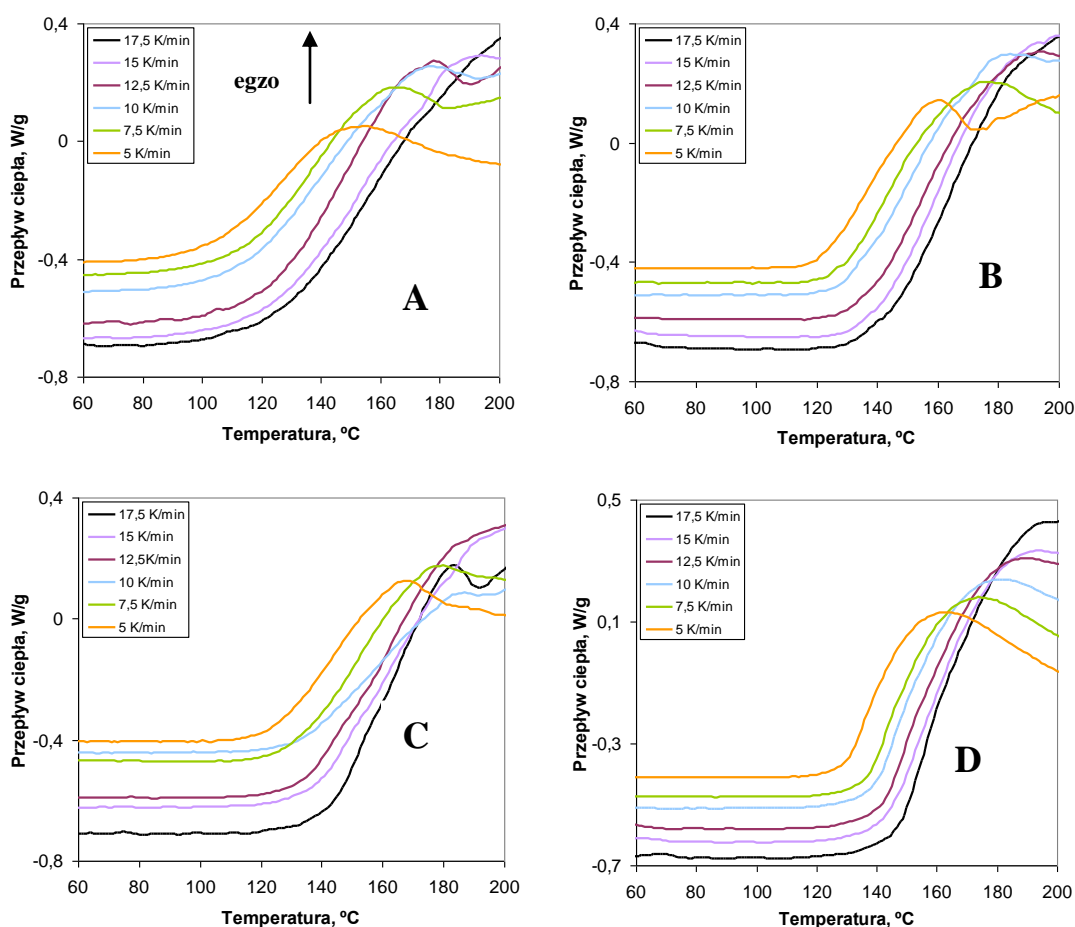 0,4
0
-0,4
-0,8
Przepływ ciepła, W/g
17,5 K/min
15 K/min
12,5 K/min
10 K/min
7,5 K/min
5 K/min
egzo
A
60 80 100 120 140 160 180 200
Temperatura, ºC
0,4
0
-0,4
-0,8
Przepływ ciepła, W/g
17,5 K/min
15 K/min
12,5 K/min
10 K/min
7,5 K/min
5 K/min
B
60 80 100 120 140 160 180 200
Temperatura, ºC
0,4
0
-0,4
-0,8
Przepływ ciepła, W/g
17,5 K/min
15 K/min
12,5K/min
10 K/min
7,5 K/min
5 K/min
C
60 80 100 120 140 160 180 200
Temperatura, ºC
0,5
0,1
-0,3
-0,7
Przepływ ciepła, W/g
17,5 K/min
15 K/min
12,5 K/min
10 K/min
7,5 K/min
5 K/min
D
60 80 100 120 140 160 180 200
Temperatura, ºC